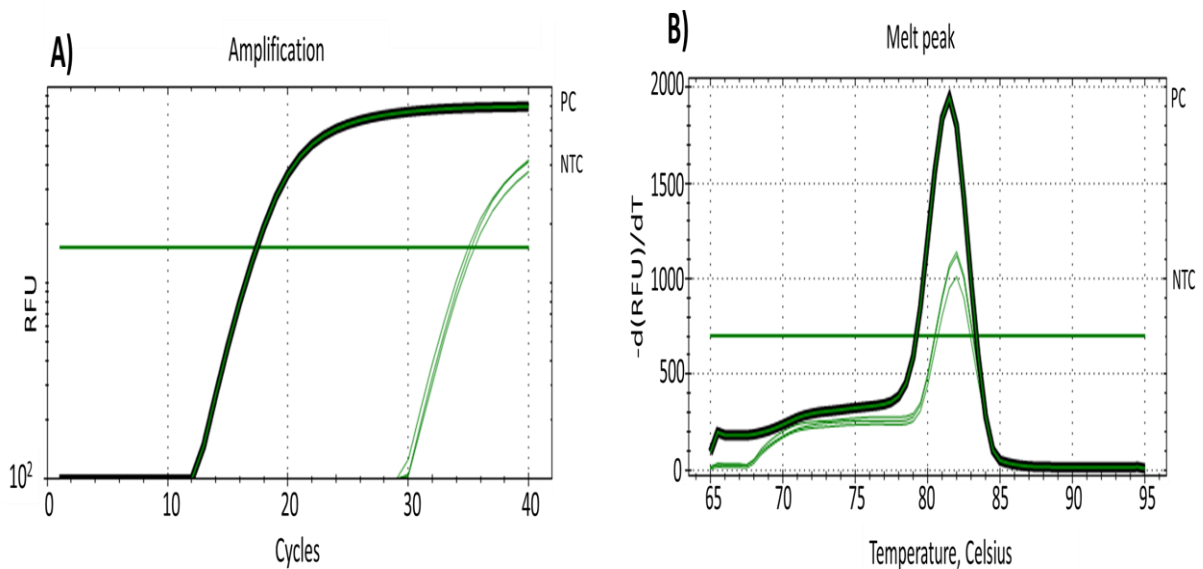 A)
Amplification
PC
NTC
RFU
10²
0
10
20
30
40
Cycles
B)
Melt peak
2000
PC
1500
1000
NTC
500
0
-d(RFU)/dT
65
70
75
80
85
90
95
Temperature, Celsius